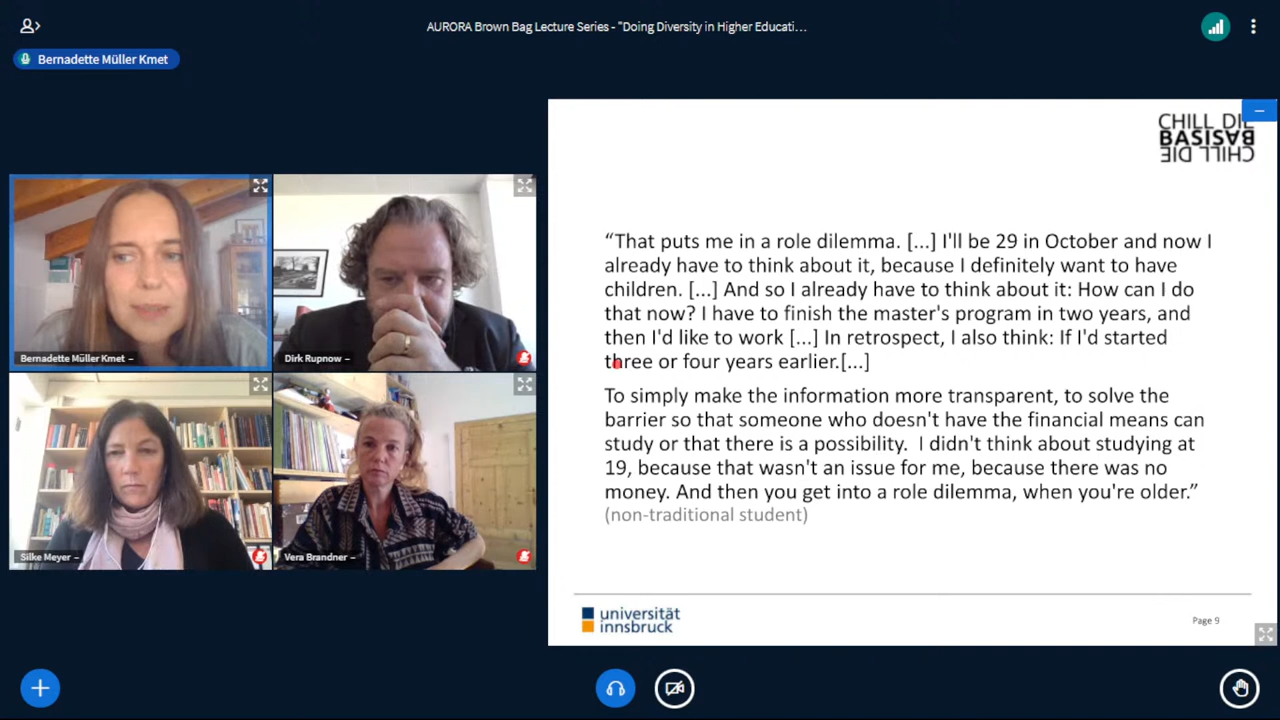 AURORA Brown Bag Lecture Series - "Doing Diversity in Higher Educati…
Bernadette Müller Kmet
Bernadette Müller Kmet
Dirk Rupnow
Silke Meyer
Vera Brandner
CHILL DIE
BASISA
CHILL DIE
“That puts me in a role dilemma. [...] I'll be 29 in October and now I
already have to think about it, because I definitely want to have
children. [...] And so I already have to think about it: How can I do
that now? I have to finish the master's program in two years, and
then I'd like to work [...] In retrospect, I also think: If I'd started
three or four years earlier.[...]
To simply make the information more transparent, to solve the
barrier so that someone who doesn't have the financial means can
study or that there is a possibility. I didn't think about studying at
19, because that wasn't an issue for me, because there was no
money. And then you get into a role dilemma, when you're older.”
(non-traditional student)
universität
innsbruck
Page 9